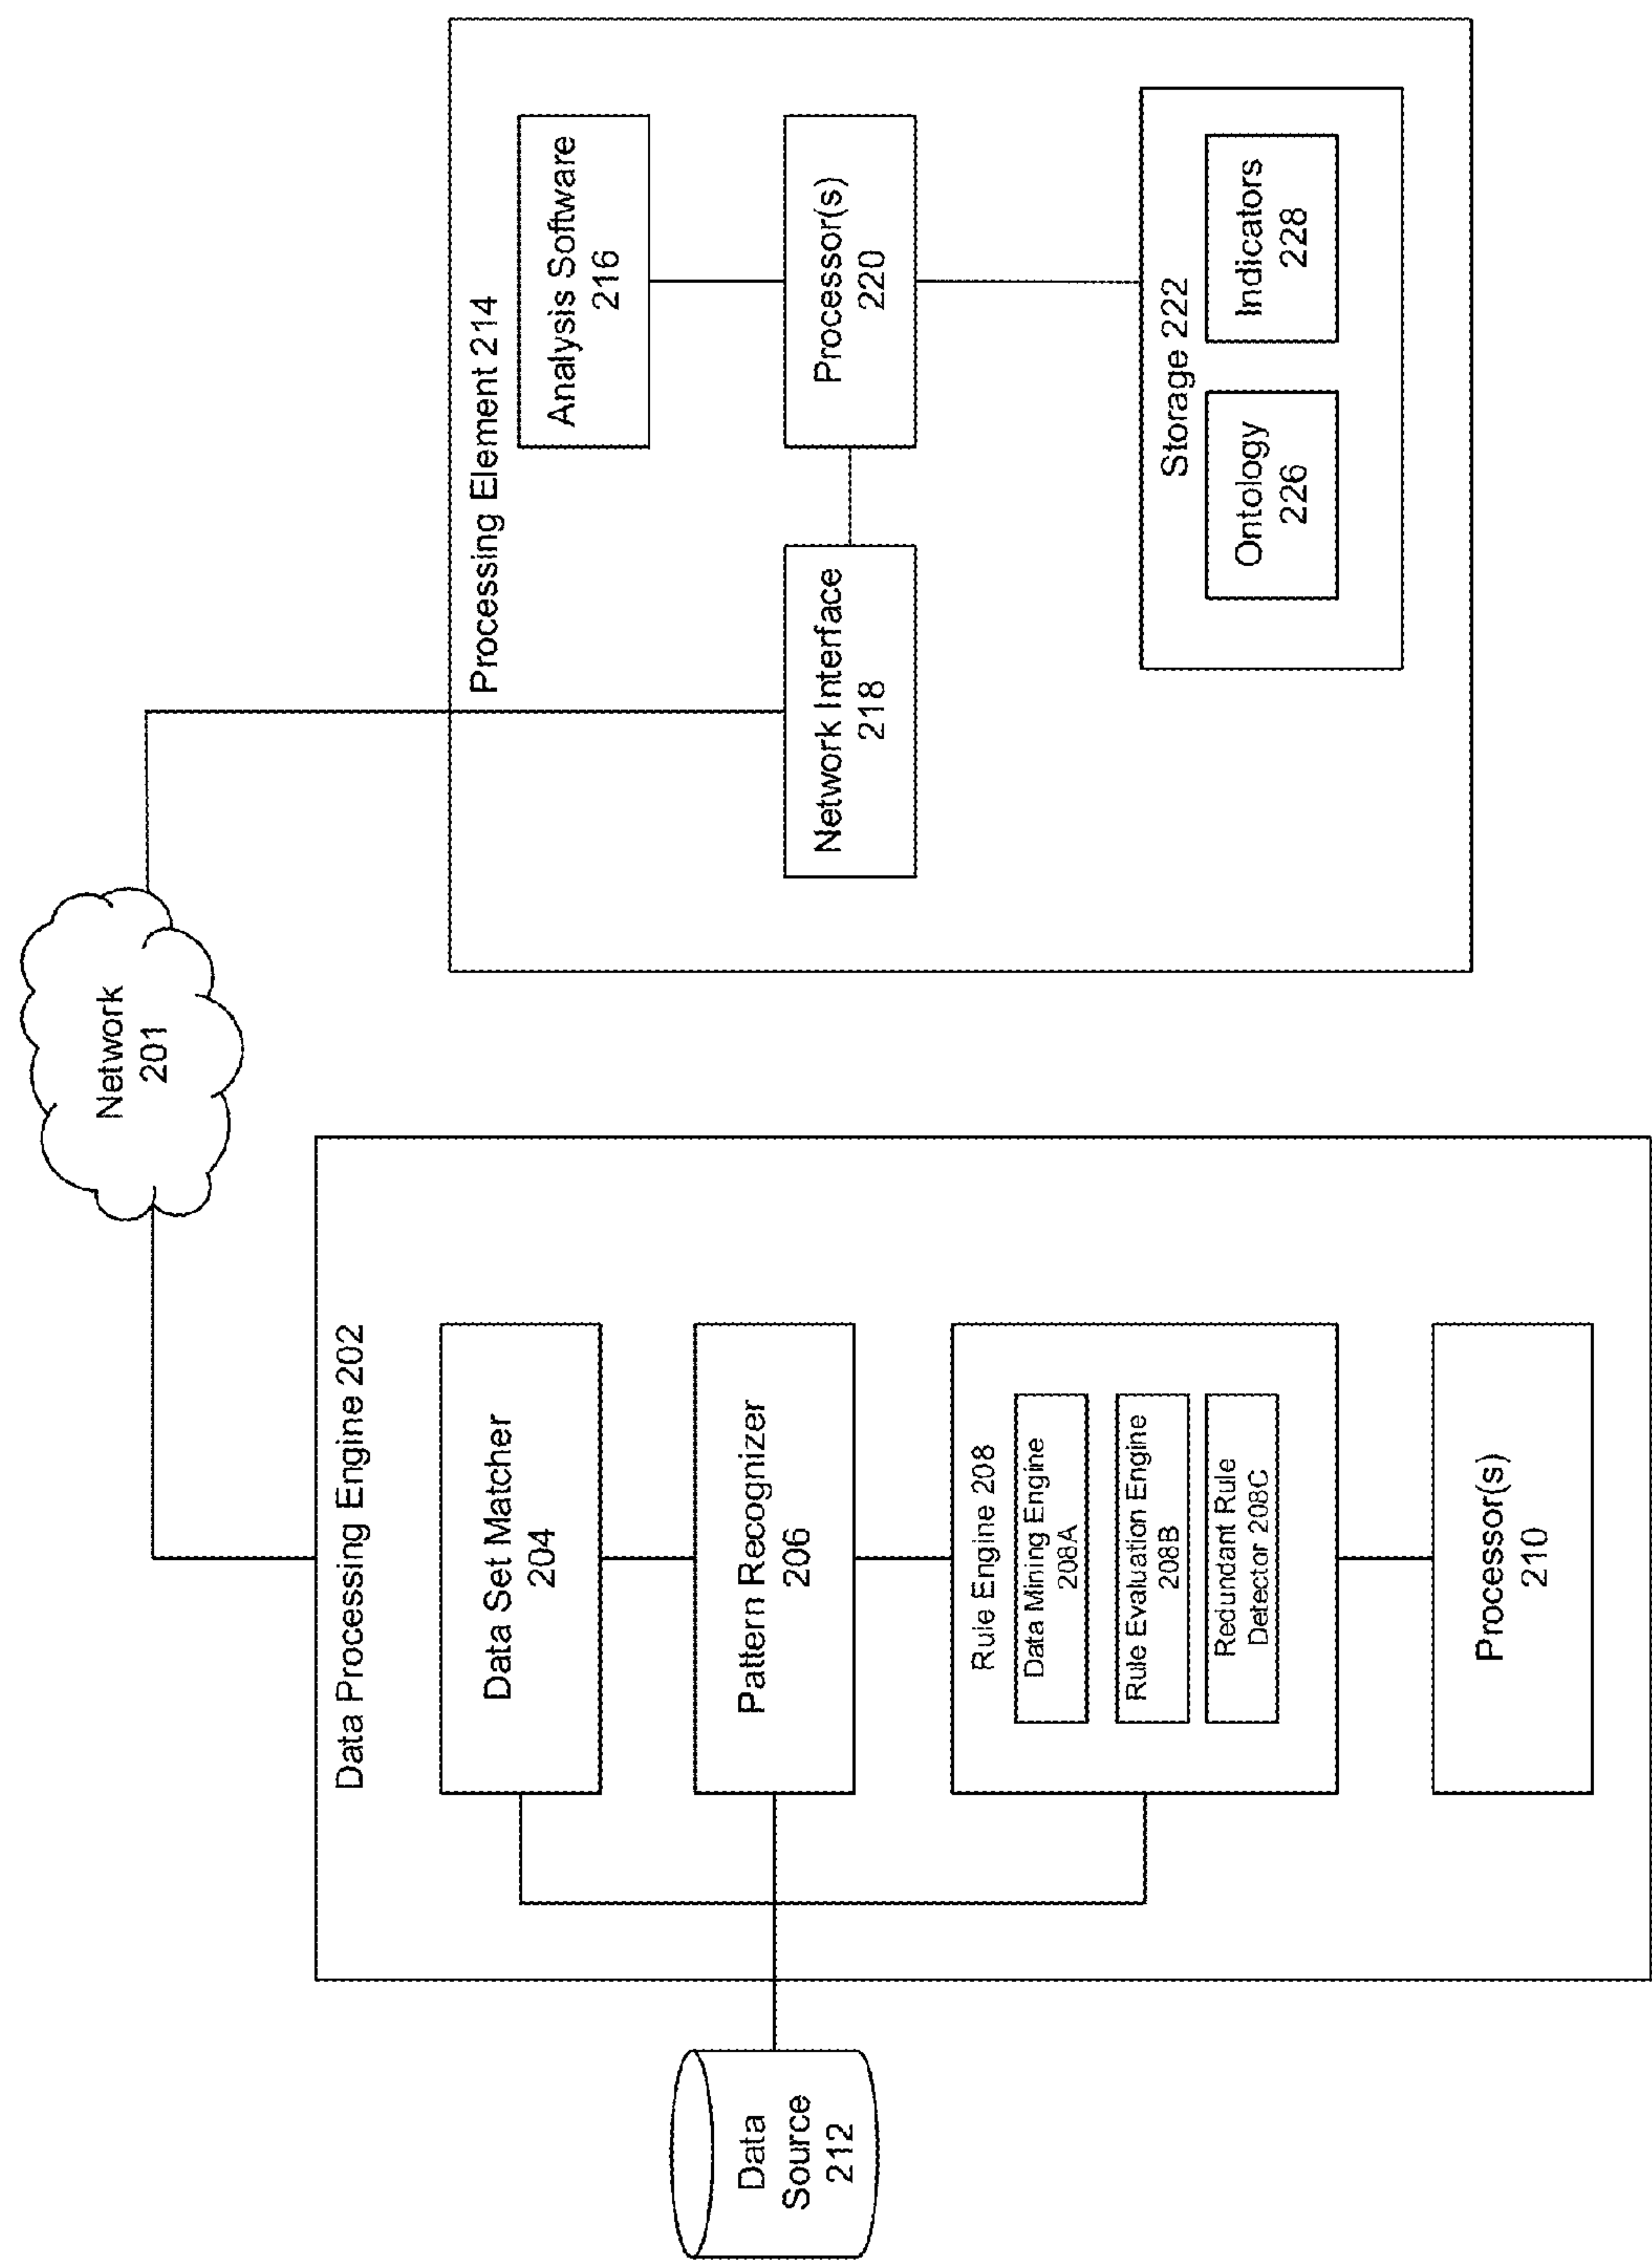 Network
201
Data Processing Engine 202
Data Set Matcher
204
Pattern Recognizer
206
Rule Engine 208
Data Mining Engine
208A
Rule Evaluation Engine
208B
Redundant Rule
Detector 208C
Processor(s)
210
Data
Source
212
Processing Element 214
Analysis Software
216
Network Interface
218
Processor(s)
220
Storage 222
Ontology
226
Indicators
228